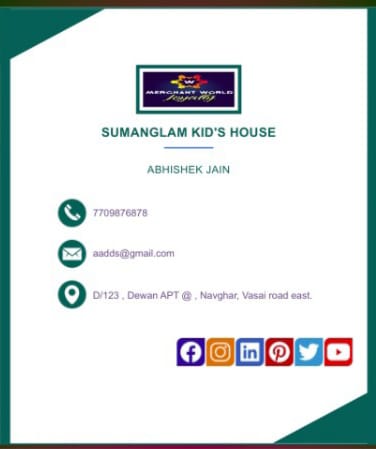 W
MERCHANT WORLD
SUMANGLAM KID'S HOUSE
ABHISHEK JAIN
7709876878
aadds@gmail.com
D/123 , Dewan APT @ , Navghar, Vasai road east.